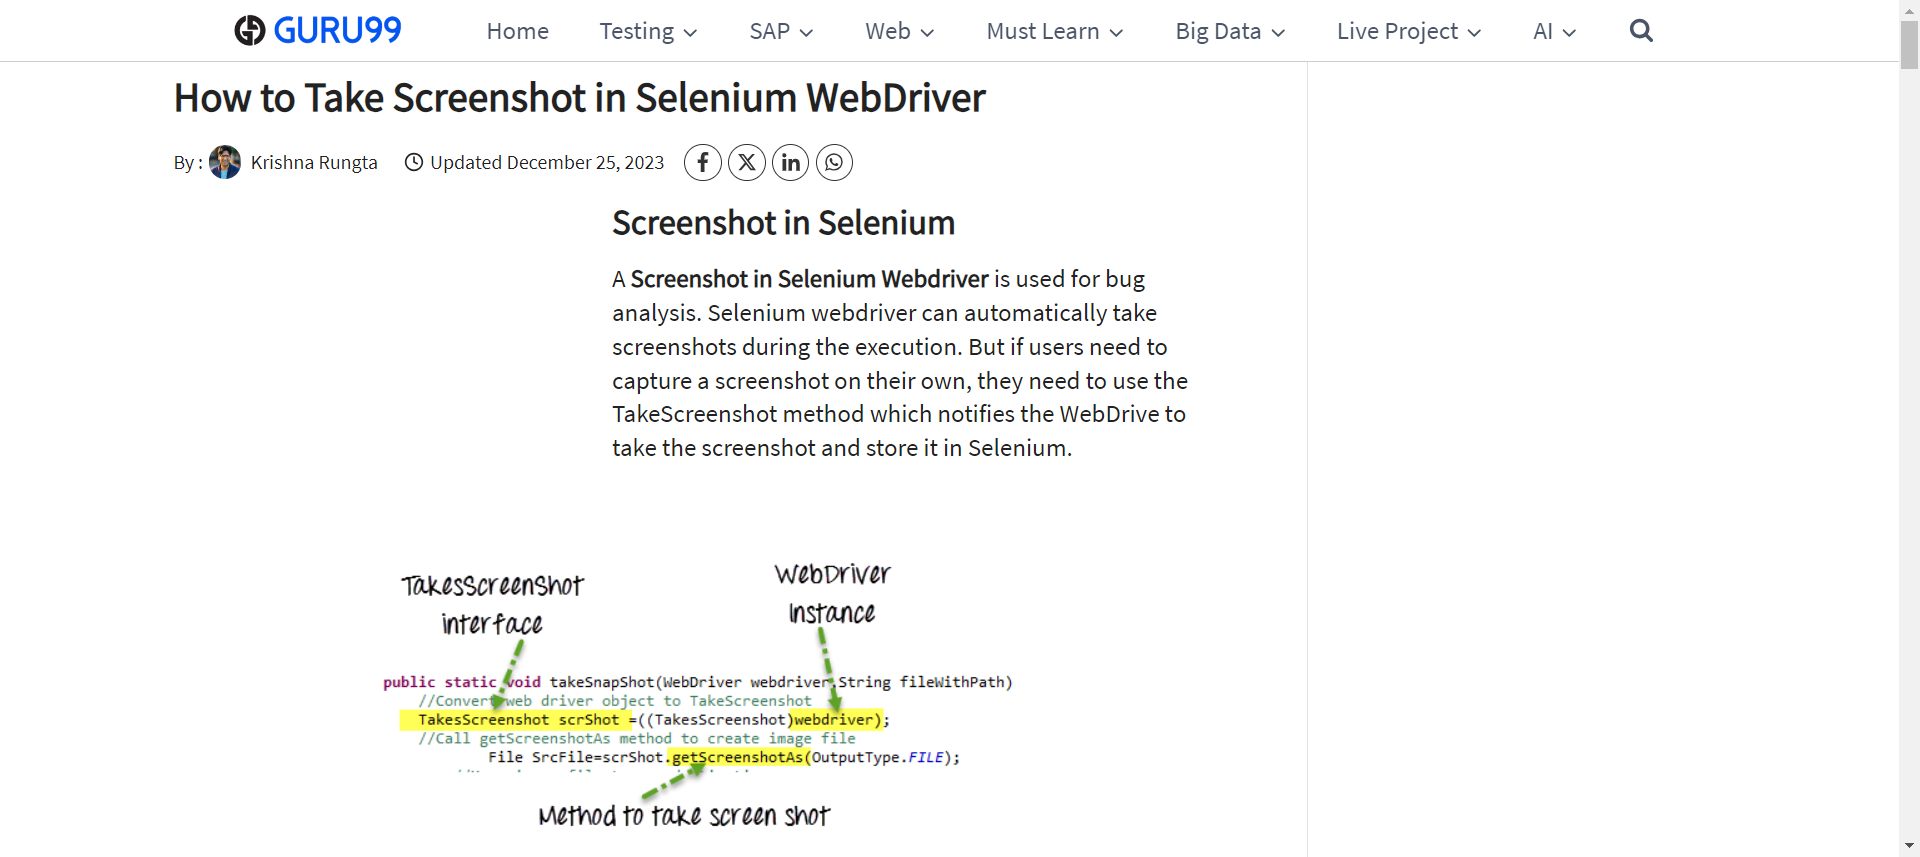 GURU99 Home Testing SAP Web Must Learn Big Data Live Project AI
How to Take Screenshot in Selenium WebDriver
By : Krishna Rungta Updated December 25, 2023
Screenshot in Selenium
A Screenshot in Selenium Webdriver is used for bug
analysis. Selenium webdriver can automatically take
screenshots during the execution. But if users need to
capture a screenshot on their own, they need to use the
TakeScreenshot method which notifies the WebDrive to
take the screenshot and store it in Selenium.
TakesScreenShot
interface
WebDriver
Instance
public static void takeSnapShot(WebDriver webdriver,String fileWithPath)
//Convert web driver object to TakeScreenshot
TakesScreenshot scrShot =((TakesScreenshot)webdriver);
//Call getScreenshotAs method to create image file
File SrcFile=scrShot.getScreenshotAs(OutputType.FILE);
Method to take screen shot